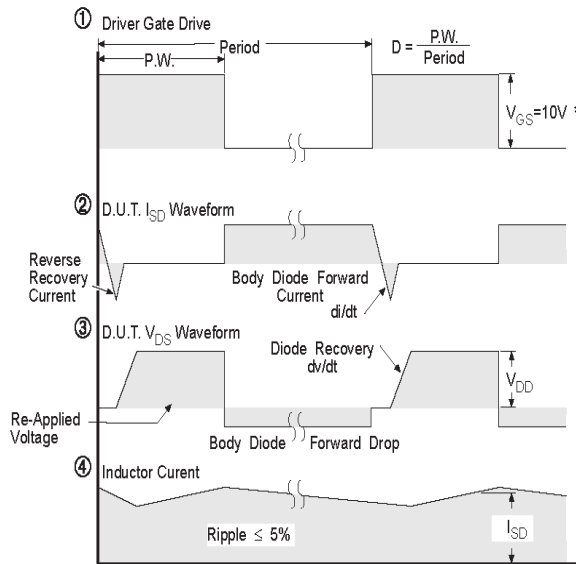 ① Driver Gate Drive
P.W.
Period
D = P.W.
Period
V_GS=10V *
② D.U.T. I_SD Waveform
Reverse
Recovery
Current
Body Diode Forward
Current
di/dt
③ D.U.T. V_DS Waveform
Diode Recovery
dv/dt
V_DD
Re-Applied
Voltage
Body Diode Forward Drop
④ Inductor Curent
Ripple ≤ 5%
I_SD